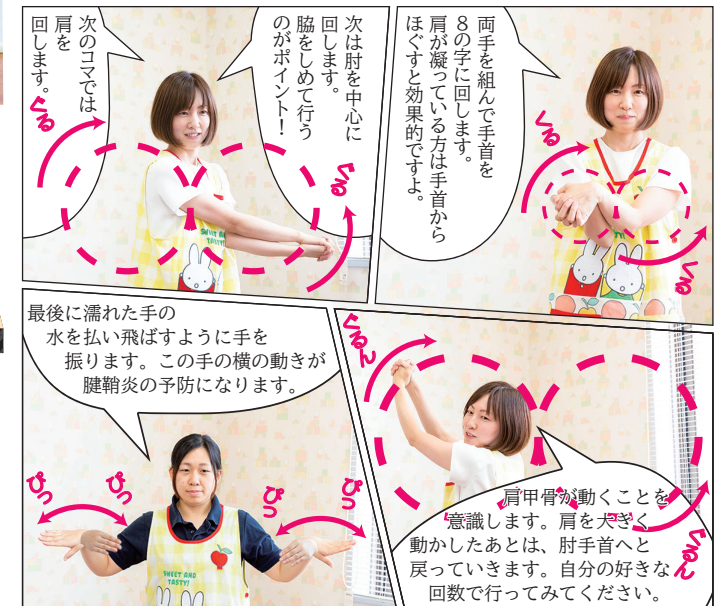 両手を組んで手首を
8の字に回します。
肩が凝っている方は手首から
ほぐすと効果的ですよ。
ぐる
ぐる
次は肘を中心に
回します。
脇をしめて行う
のがポイント！
次のコマでは
肩を
回します。
ぐる
ぐる
SWEET AND
TASTY!
ぐるん
肩甲骨が動くことを
意識します。肩を大きく
動かしたあとは、肘手首へと
戻っていきます。自分の好きな
回数で行ってみてください。
ぐるん
最後に濡れた手の
水を払い飛ばすように手を
振ります。この手の横の動きが
腱鞘炎の予防になります。
ぴっ
ぴっ
ぴっ
ぴっ
SWEET AND
TASTY!